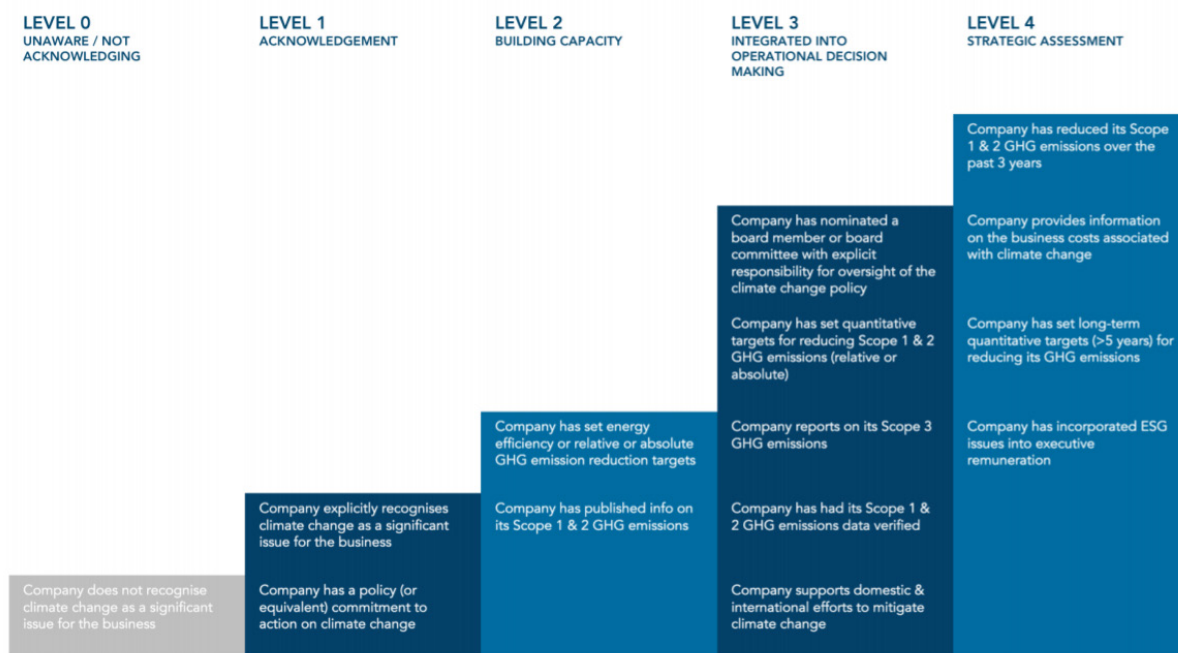 LEVEL 0
UNAWARE / NOT
ACKNOWLEDGING
LEVEL 1
ACKNOWLEDGEMENT
LEVEL 2
BUILDING CAPACITY
LEVEL 3
INTEGRATED INTO
OPERATIONAL DECISION
MAKING
LEVEL 4
STRATEGIC ASSESSMENT
Company does not recognise
climate change as a significant
issue for the business
Company explicitly recognises
climate change as a significant
issue for the business
Company has a policy (or
equivalent) commitment to
action on climate change
Company has set energy
efficiency or relative or absolute
GHG emission reduction targets
Company has published info on
its Scope 1 & 2 GHG emissions
Company has nominated a
board member or board
committee with explicit
responsibility for oversight of the
climate change policy
Company has set quantitative
targets for reducing Scope 1 & 2
GHG emissions (relative or
absolute)
Company reports on its Scope 3
GHG emissions
Company has had its Scope 1 &
2 GHG emissions data verified
Company supports domestic &
international efforts to mitigate
climate change
Company has reduced its Scope
1 & 2 GHG emissions over the
past 3 years
Company provides information
on the business costs associated
with climate change
Company has set long-term
quantitative targets (>5 years) for
reducing its GHG emissions
Company has incorporated ESG
issues into executive
remuneration